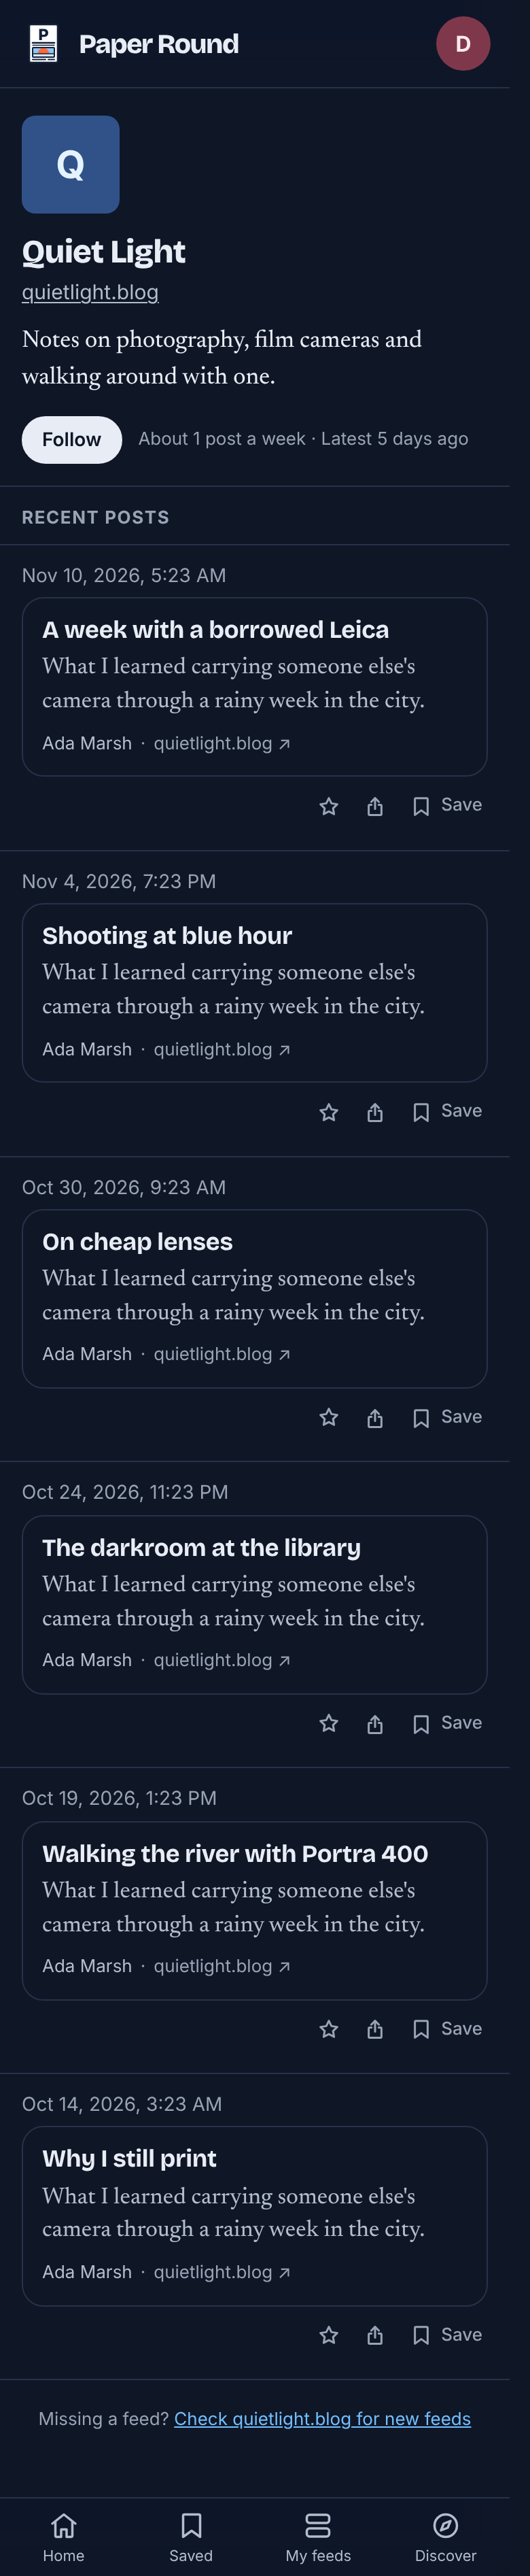 P
Paper Round
D
Q
Quiet Light
quietlight.blog
Notes on photography, film cameras and
walking around with one.
Follow
About 1 post a week · Latest 5 days ago
RECENT POSTS
Nov 10, 2026, 5:23 AM
A week with a borrowed Leica
What I learned carrying someone else's
camera through a rainy week in the city.
Ada Marsh · quietlight.blog ↗
Save
Nov 4, 2026, 7:23 PM
Shooting at blue hour
What I learned carrying someone else's
camera through a rainy week in the city.
Ada Marsh · quietlight.blog ↗
Save
Oct 30, 2026, 9:23 AM
On cheap lenses
What I learned carrying someone else's
camera through a rainy week in the city.
Ada Marsh · quietlight.blog ↗
Save
Oct 24, 2026, 11:23 PM
The darkroom at the library
What I learned carrying someone else's
camera through a rainy week in the city.
Ada Marsh · quietlight.blog ↗
Save
Oct 19, 2026, 1:23 PM
Walking the river with Portra 400
What I learned carrying someone else's
camera through a rainy week in the city.
Ada Marsh · quietlight.blog ↗
Save
Oct 14, 2026, 3:23 AM
Why I still print
What I learned carrying someone else's
camera through a rainy week in the city.
Ada Marsh · quietlight.blog ↗
Save
Missing a feed? Check quietlight.blog for new feeds
Home Saved My feeds Discover